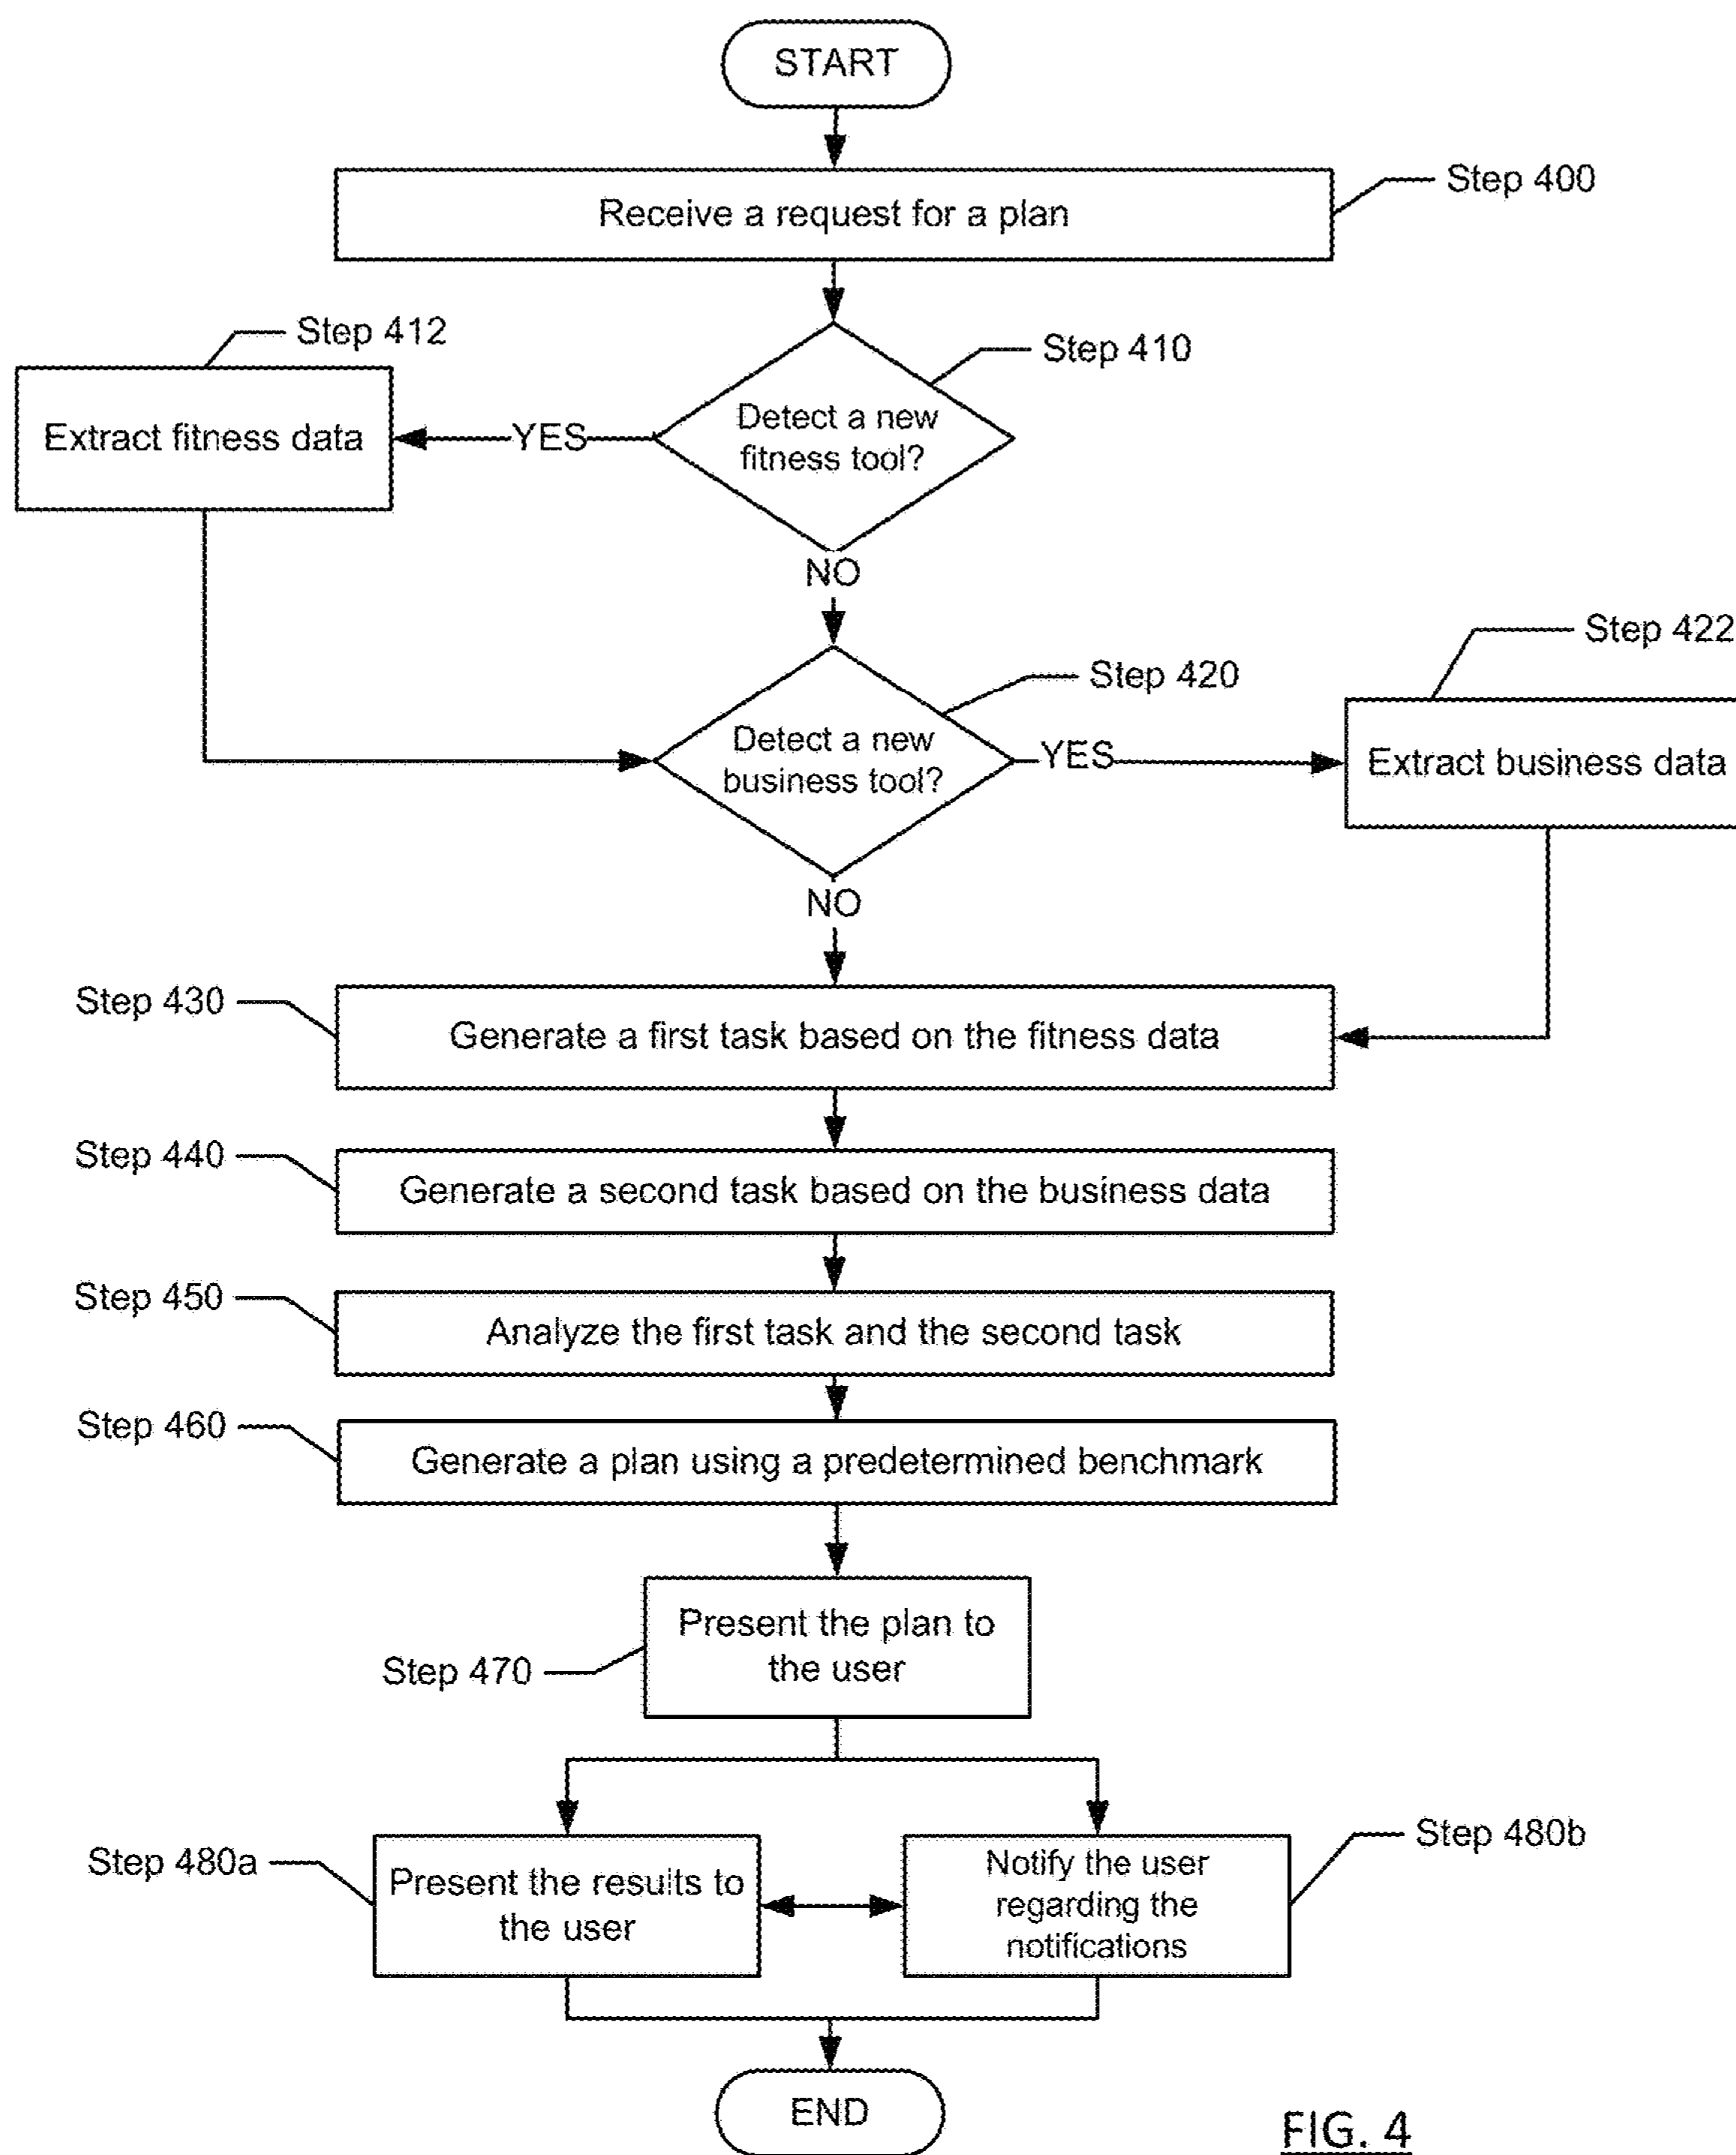 START
Receive a request for a plan
Step 400
Step 412
Step 410
Extract fitness data
YES
Detect a new
fitness tool?
NO
Step 422
Step 420
Detect a new
business tool?
YES
Extract business data
NO
Step 430
Generate a first task based on the fitness data
Step 440
Generate a second task based on the business data
Step 450
Analyze the first task and the second task
Step 460
Generate a plan using a predetermined benchmark
Present the plan to
the user
Step 470
Step 480a
Present the results to
the user
Step 480b
Notify the user
regarding the
notifications
END
FIG. 4